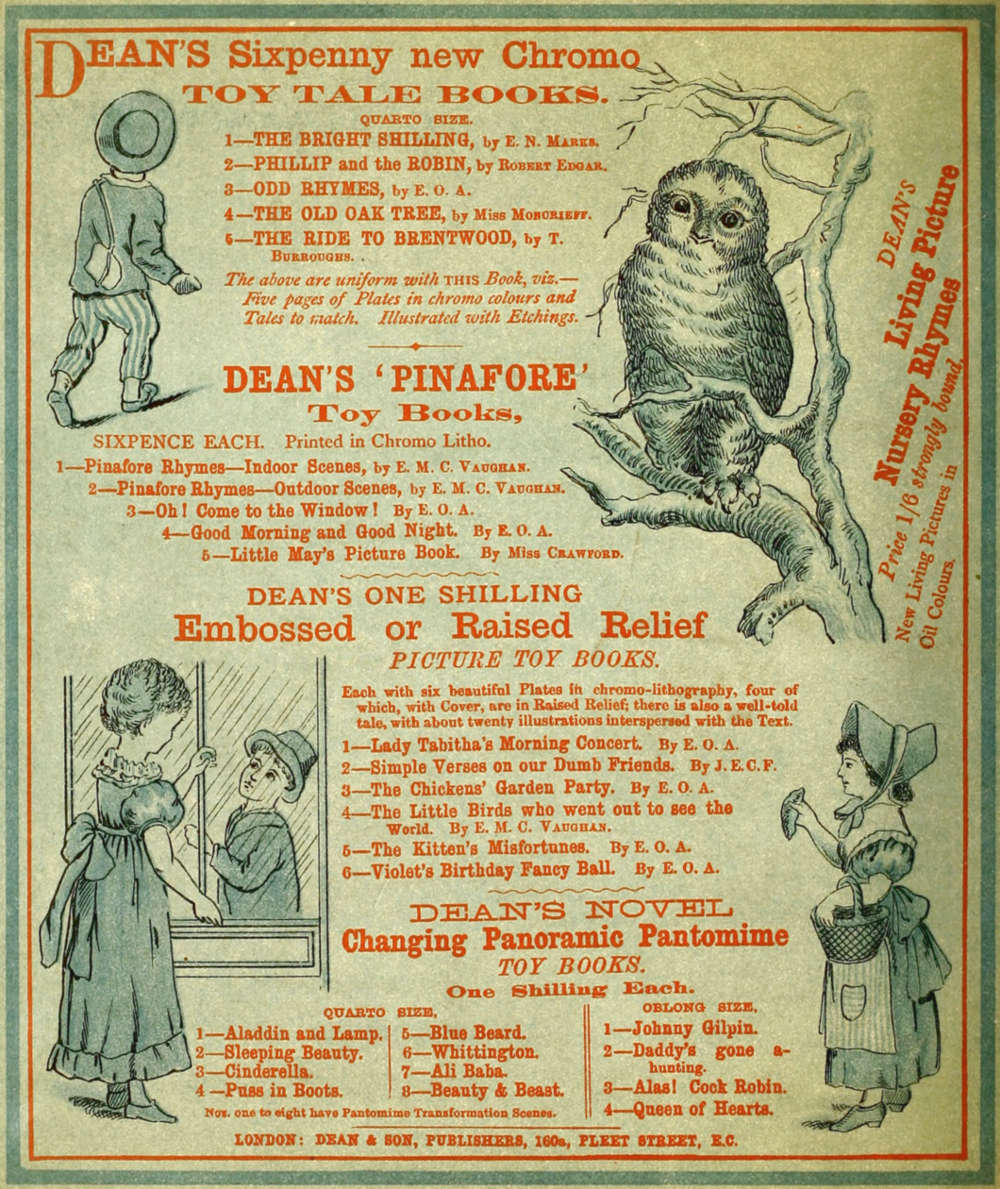 DEAN'S Sixpenny new Chromo
TOY TALE BOOKS.
QUARTO SIZE.
1—THE BRIGHT SHILLING, by E. N. MARKS.
2—PHILLIP and the ROBIN, by ROBERT EDGAR.
3—ODD RHYMES, by E. O. A.
4—THE OLD OAK TREE, by Miss MONCRIEFF.
5—THE RIDE TO BRENTWOOD, by T.
BURROUGHS.
The above are uniform with THIS Book, viz.—
Five pages of Plates in chromo colours and
Tales to match. Illustrated with Etchings.
DEAN'S 'PINAFORE'
Toy Books,
SIXPENCE EACH. Printed in Chromo Litho.
1—Pinafore Rhymes—Indoor Scenes, by E. M. C. VAUGHAN.
2—Pinafore Rhymes—Outdoor Scenes, by E. M. C. VAUGHAN.
3—Oh! Come to the Window! By E. O. A.
4—Good Morning and Good Night. By E. O. A.
5—Little May's Picture Book. By Miss CRAWFORD.
DEAN'S
Living Picture
Nursery Rhymes
Price 1/6 strongly bound,
New Living Pictures in
Oil Colours.
DEAN'S ONE SHILLING
Embossed or Raised Relief
PICTURE TOY BOOKS.
Each with six beautiful Plates in chromo-lithography, four of
which, with Cover, are in Raised Relief; there is also a well-told
tale, with about twenty illustrations interspersed with the Text.
1—Lady Tabitha's Morning Concert. By E. O. A.
2—Simple Verses on our Dumb Friends. By J. E. C. F.
3—The Chickens' Garden Party. By E. O. A.
4—The Little Birds who went out to see the
World. By E. M. C. VAUGHAN.
5—The Kitten's Misfortunes. By E. O. A.
6—Violet's Birthday Fancy Ball. By E. O. A.
DEAN'S NOVEL
Changing Panoramic Pantomime
TOY BOOKS.
One Shilling Each.
QUARTO SIZE,
1—Aladdin and Lamp.
2—Sleeping Beauty.
3—Cinderella.
4—Puss in Boots.
5—Blue Beard.
6—Whittington.
7—Ali Baba.
8—Beauty & Beast.
Nos. one to eight have Pantomime Transformation Scenes.
OBLONG SIZE,
1—Johnny Gilpin.
2—Daddy's gone a-
hunting.
3—Alas! Cock Robin.
4—Queen of Hearts.
LONDON: DEAN & SON, PUBLISHERS, 160a, FLEET STREET, E.C.